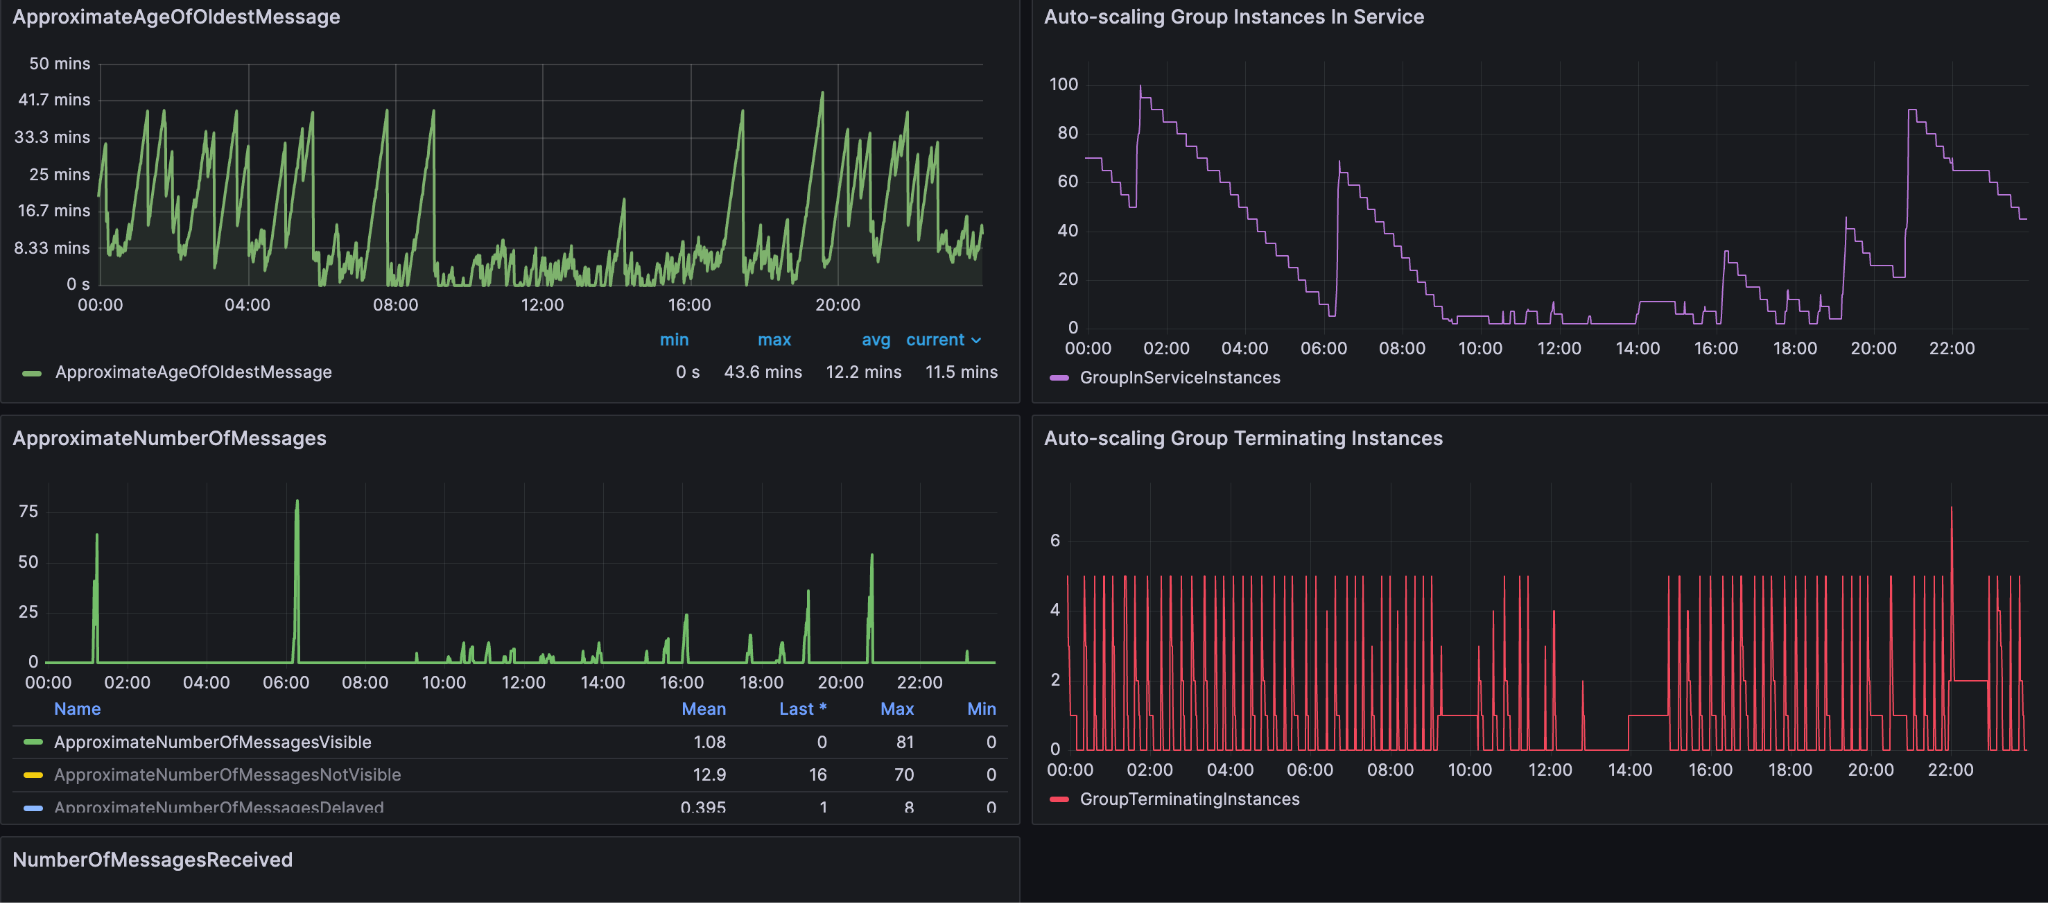 ApproximateAgeOfOldestMessage
50 mins
41.7 mins
33.3 mins
25 mins
16.7 mins
8.33 mins
0 s
00:00 04:00 08:00 12:00 16:00 20:00
min max avg current
ApproximateAgeOfOldestMessage 0 s 43.6 mins 12.2 mins 11.5 mins
Auto-scaling Group Instances In Service
100
80
60
40
20
0
00:00 02:00 04:00 06:00 08:00 10:00 12:00 14:00 16:00 18:00 20:00 22:00
GroupInServiceInstances
ApproximateNumberOfMessages
75
50
25
0
00:00 02:00 04:00 06:00 08:00 10:00 12:00 14:00 16:00 18:00 20:00 22:00
Name Mean Last * Max Min
ApproximateNumberOfMessagesVisible 1.08 0 81 0
ApproximateNumberOfMessagesNotVisible 12.9 16 70 0
ApproximateNumberOfMessagesDelayed 0.395 1 8 0
Auto-scaling Group Terminating Instances
6
4
2
0
00:00 02:00 04:00 06:00 08:00 10:00 12:00 14:00 16:00 18:00 20:00 22:00
GroupTerminatingInstances
NumberOfMessagesReceived